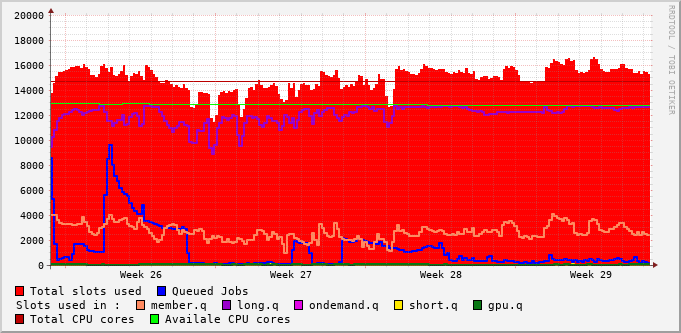 20000
18000
16000
14000
12000
10000
8000
6000
4000
2000
0
Week 26 Week 27 Week 28 Week 29
RRDTOOL / TOBI OETIKER
Total slots used Queued Jobs
Slots used in : member.q long.q ondemand.q short.q gpu.q
Total CPU cores Availale CPU cores